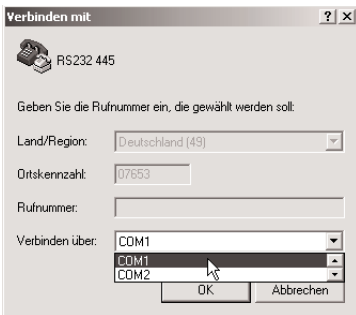 Verbinden mit
RS232 445
Geben Sie die Rufnummer ein, die gewählt werden soll:
Land/Region: Deutschland (49)
Ortskennzahl: 07653
Rufnummer:
Verbinden über: COM1
COM1
COM2
OK Abbrechen